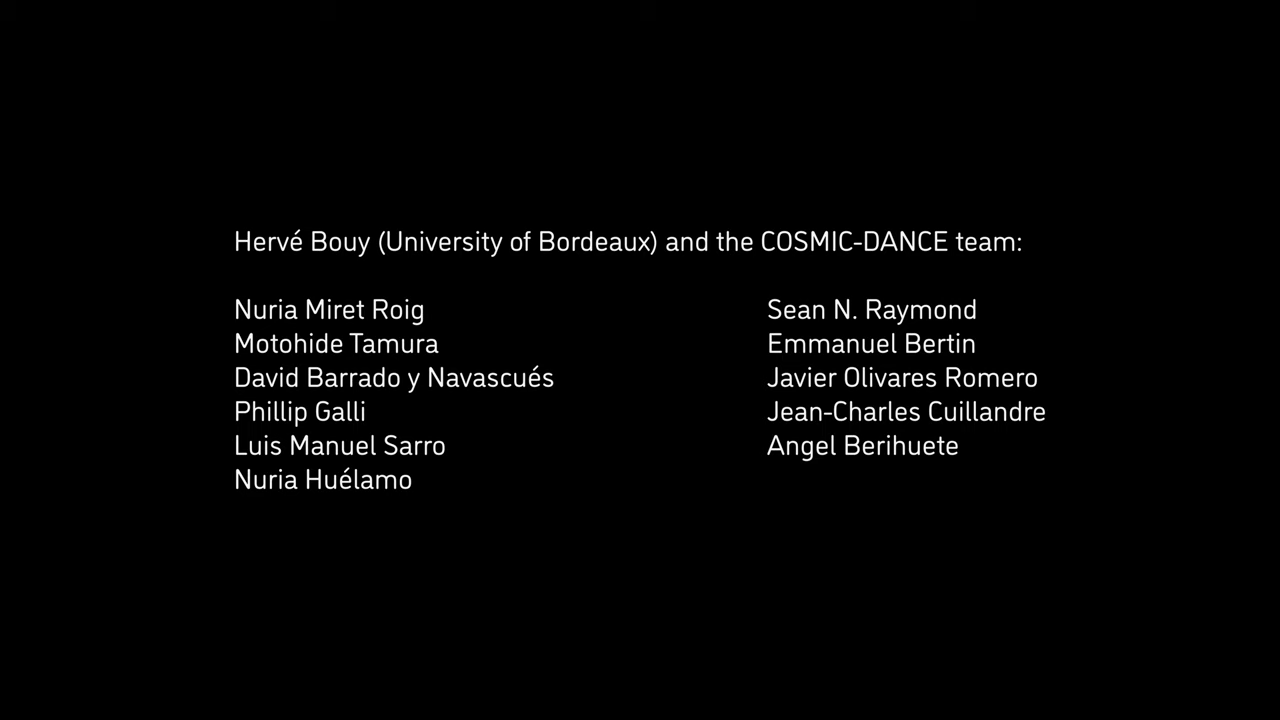 Hervé Bouy (University of Bordeaux) and the COSMIC-DANCE team:
Nuria Miret Roig
Motohide Tamura
David Barrado y Navascués
Phillip Galli
Luis Manuel Sarro
Nuria Huélamo
Sean N. Raymond
Emmanuel Bertin
Javier Olivares Romero
Jean-Charles Cuillandre
Angel Berihuete